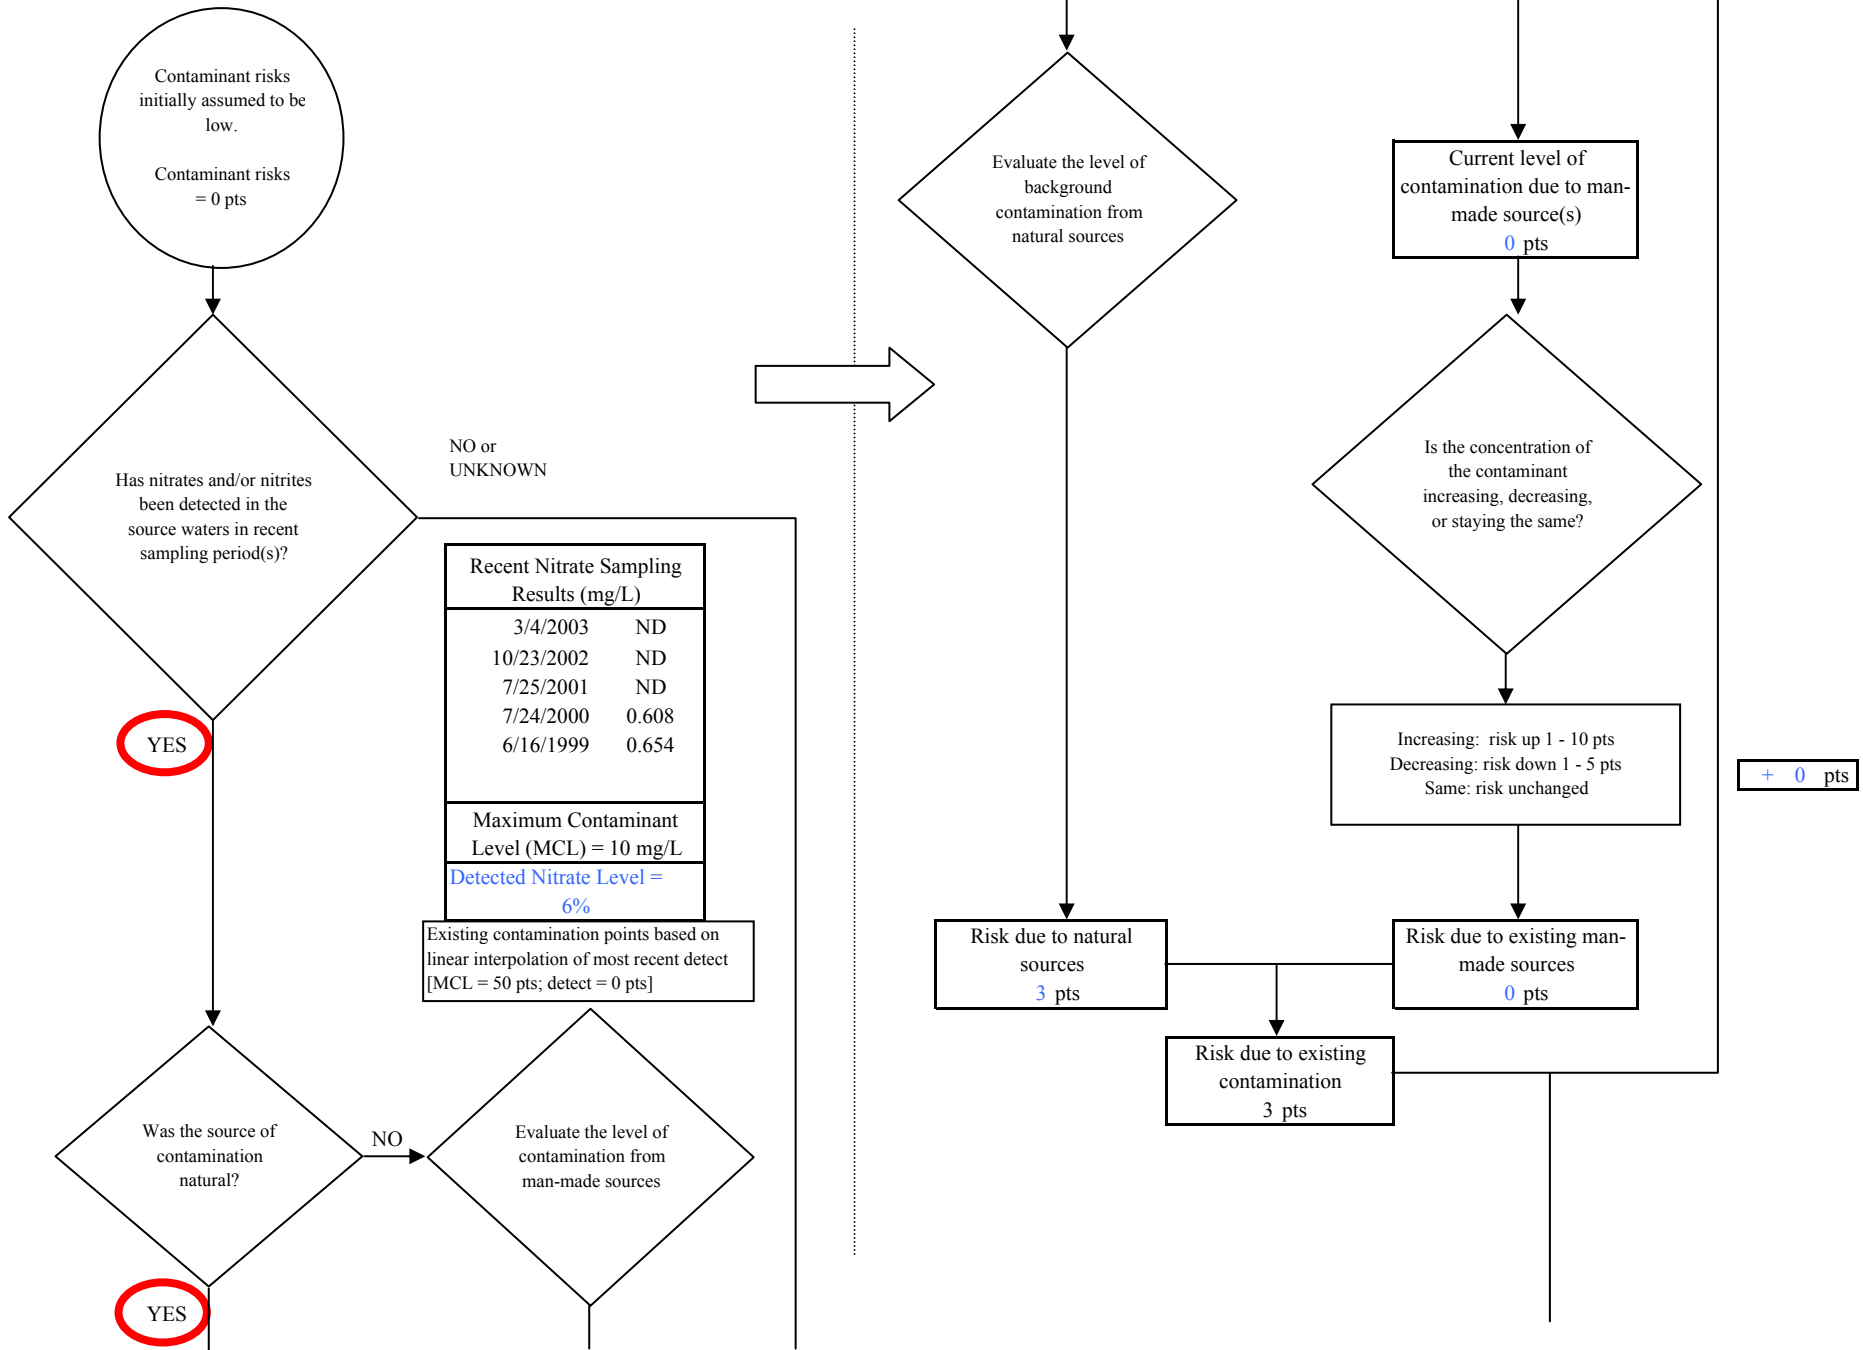 Contaminant risks
initially assumed to be
low.
Contaminant risks
= 0 pts
Has nitrates and/or nitrites
been detected in the
source waters in recent
sampling period(s)?
NO or
UNKNOWN
YES
Recent Nitrate Sampling
Results (mg/L)
3/4/2003 ND
10/23/2002 ND
7/25/2001 ND
7/24/2000 0.608
6/16/1999 0.654
Maximum Contaminant
Level (MCL) = 10 mg/L
Detected Nitrate Level =
6%
Existing contamination points based on
linear interpolation of most recent detect
[MCL = 50 pts; detect = 0 pts]
Was the source of
contamination
natural?
NO
Evaluate the level of
contamination from
man-made sources
YES
Evaluate the level of
background
contamination from
natural sources
Current level of
contamination due to man-
made source(s)
0 pts
Is the concentration of
the contaminant
increasing, decreasing,
or staying the same?
Increasing: risk up 1 - 10 pts
Decreasing: risk down 1 - 5 pts
Same: risk unchanged
+ 0 pts
Risk due to natural
sources
3 pts
Risk due to existing man-
made sources
0 pts
Risk due to existing
contamination
3 pts